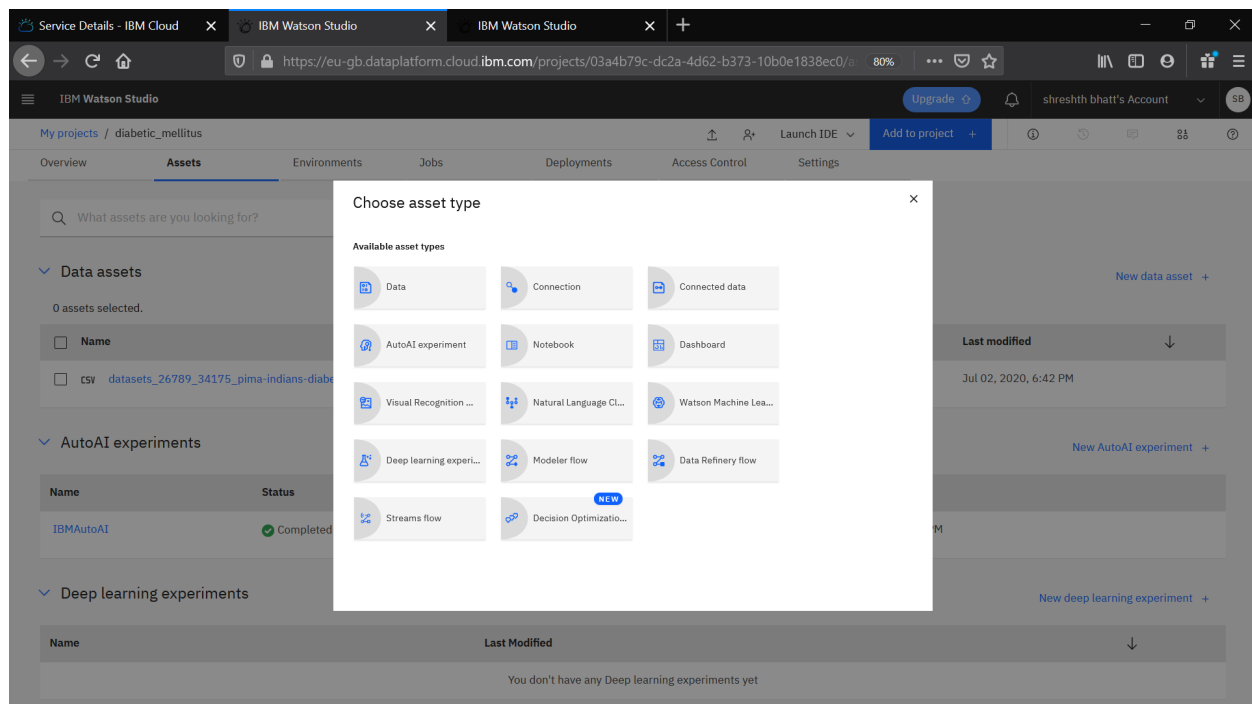 Service Details - IBM Cloud
IBM Watson Studio
IBM Watson Studio
https://eu-gb.dataplatform.cloud.ibm.com/projects/03a4b79c-dc2a-4d62-b373-10b0e1838ec0/a
80%
IBM Watson Studio
Upgrade
shreshth bhatt's Account
SB
My projects / diabetic_mellitus
Launch IDE
Add to project +
Overview
Assets
Environments
Jobs
Deployments
Access Control
Settings
What assets are you looking for?
Choose asset type
Available asset types
Data
Connection
Connected data
AutoAI experiment
Notebook
Dashboard
Visual Recognition ...
Natural Language Cl...
Watson Machine Lea...
Deep learning experi...
Modeler flow
Data Refinery flow
NEW
Streams flow
Decision Optimizatio...
Data assets
New data asset +
0 assets selected.
Name
Last modified
CSV datasets_26789_34175_pima-indians-diabe
Jul 02, 2020, 6:42 PM
AutoAI experiments
New AutoAI experiment +
Name
Status
IBMAutoAI
Completed
PM
Deep learning experiments
New deep learning experiment +
Name
Last Modified
You don't have any Deep learning experiments yet